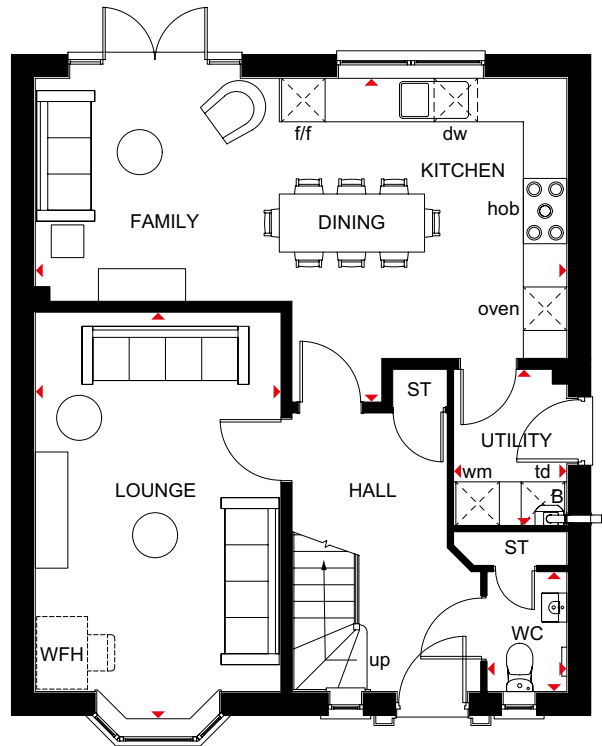 f/f
dw
KITCHEN
hob
FAMILY
DINING
oven
ST
UTILITY
wm
td
LOUNGE
HALL
B
ST
WC
WFH
up